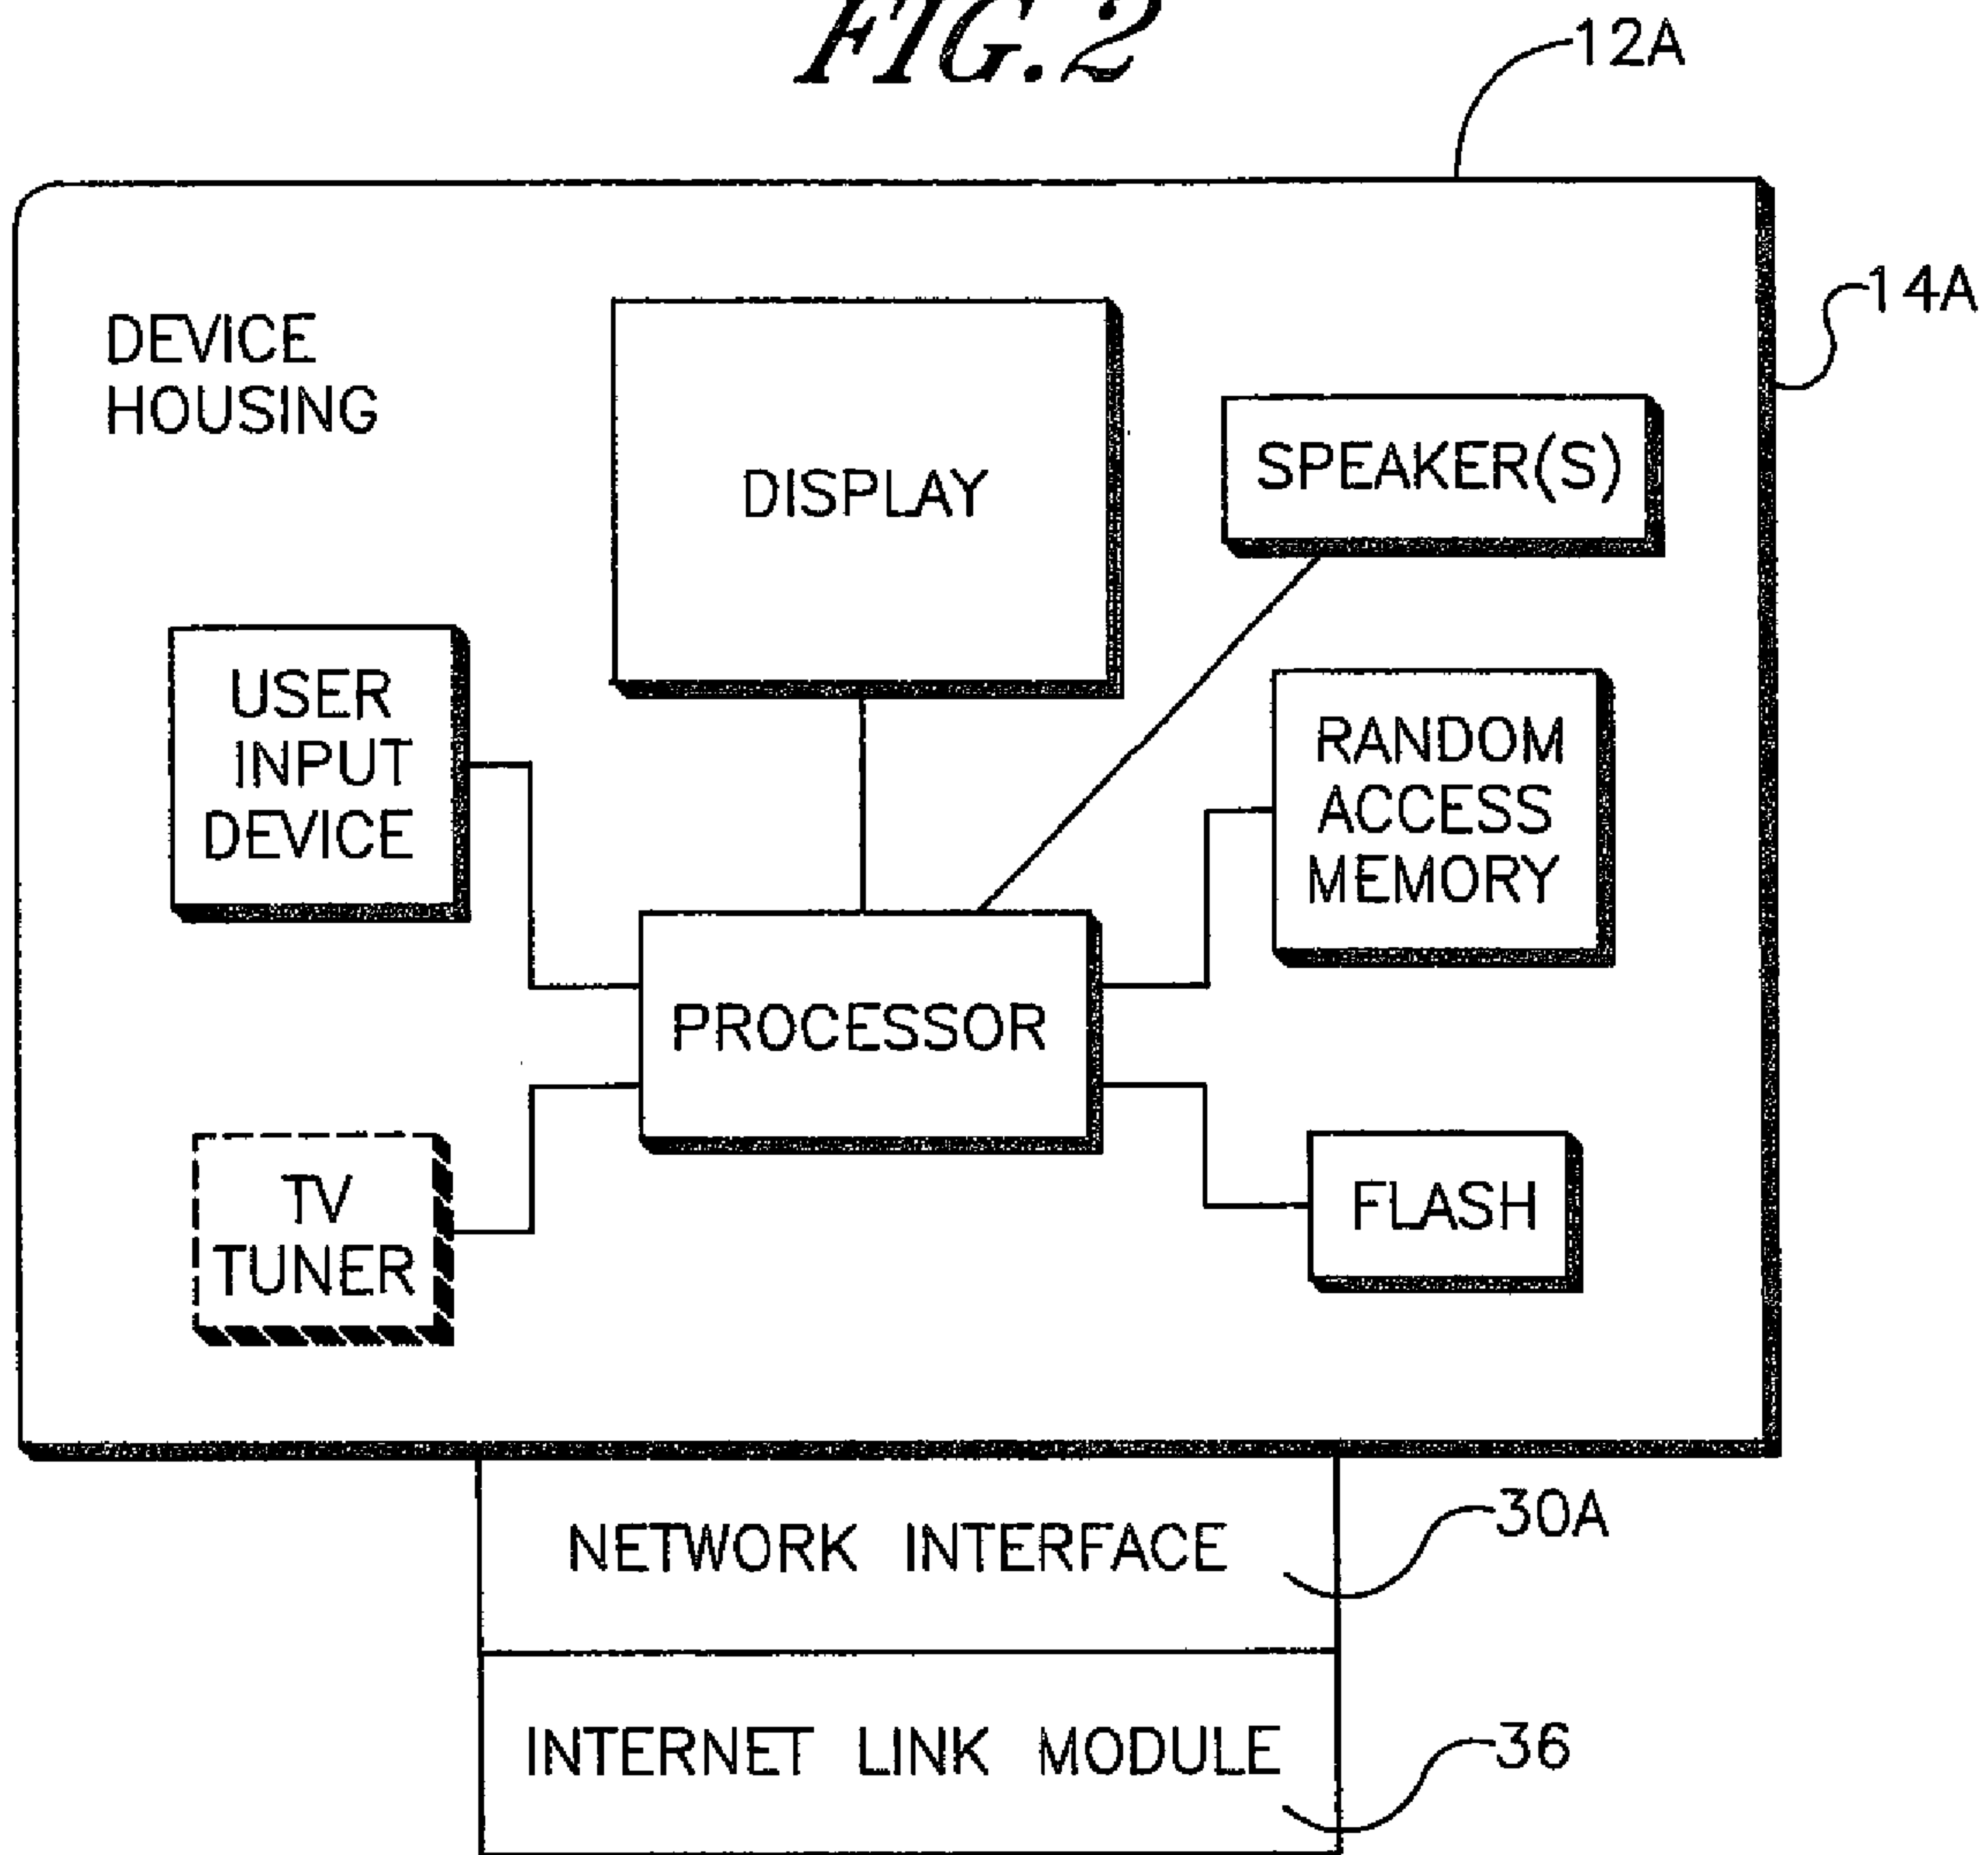 FIG. 2
12A
14A
DEVICE
HOUSING
DISPLAY
SPEAKER(S)
USER
INPUT
DEVICE
RANDOM
ACCESS
MEMORY
PROCESSOR
TV
TUNER
FLASH
NETWORK INTERFACE
30A
INTERNET LINK MODULE
36